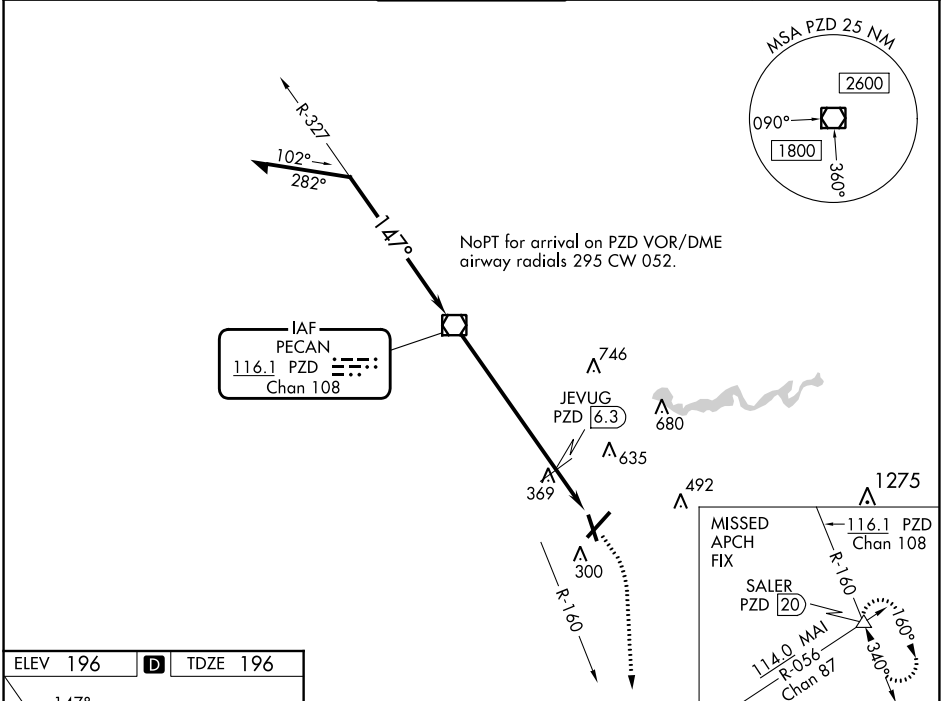 MSA PZD 25 NM
2600
090°
1800
360°
R-327
102°
282°
147°
NoPT for arrival on PZD VOR/DME
airway radials 295 CW 052.
IAF
PECAN
116.1 PZD
Chan 108
746
JEVUG
PZD 6.3
680
635
369
492
1275
300
R-160
MISSED
APCH
FIX
116.1 PZD
Chan 108
R-160
SALER
PZD 20
160°
340°
114.0 MAI
R-056
Chan 87
ELEV 196 D TDZE 196
147°